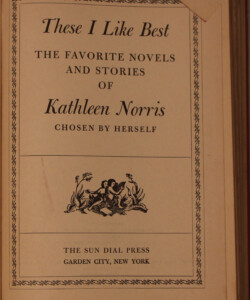 These I Like Best
THE FAVORITE NOVELS
AND STORIES
OF
Kathleen Norris
CHOSEN BY HERSELF
THE SUN DIAL PRESS
GARDEN CITY, NEW YORK